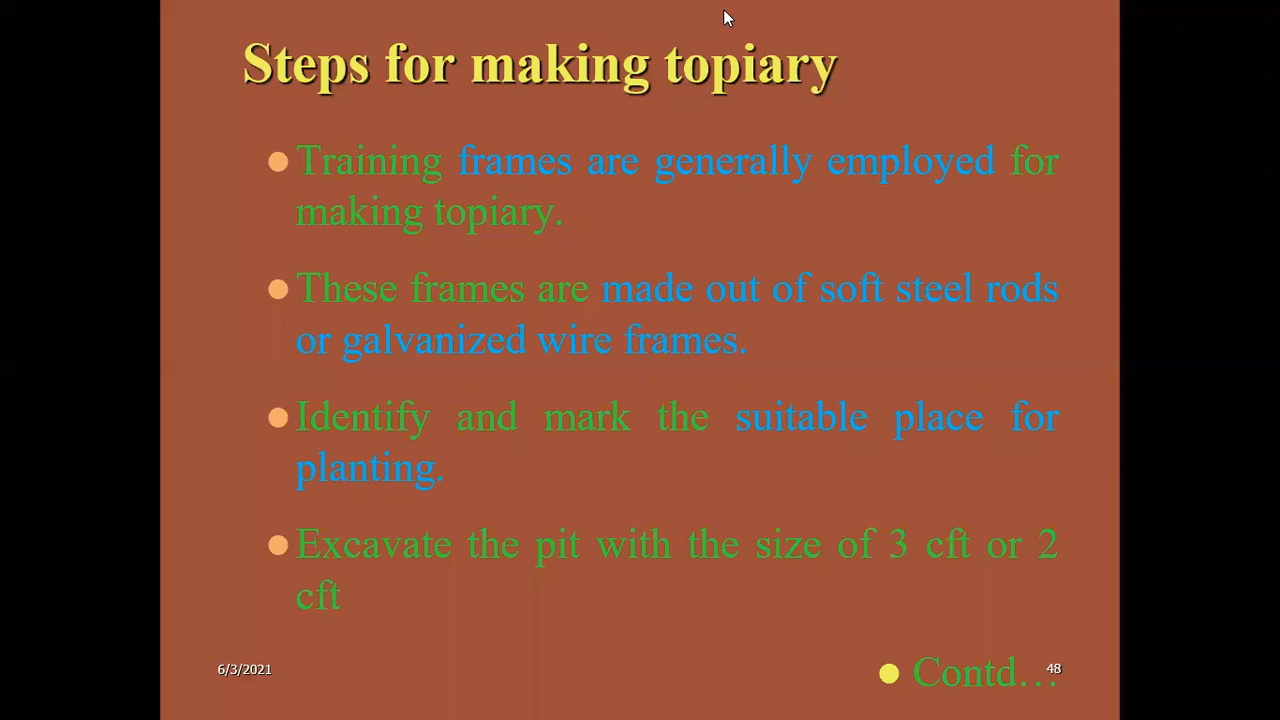 Steps for making topiary
Training frames are generally employed for
making topiary.
These frames are made out of soft steel rods
or galvanized wire frames.
Identify and mark the suitable place for
planting.
Excavate the pit with the size of 3 cft or 2
cft
Contd...
6/3/2021
48